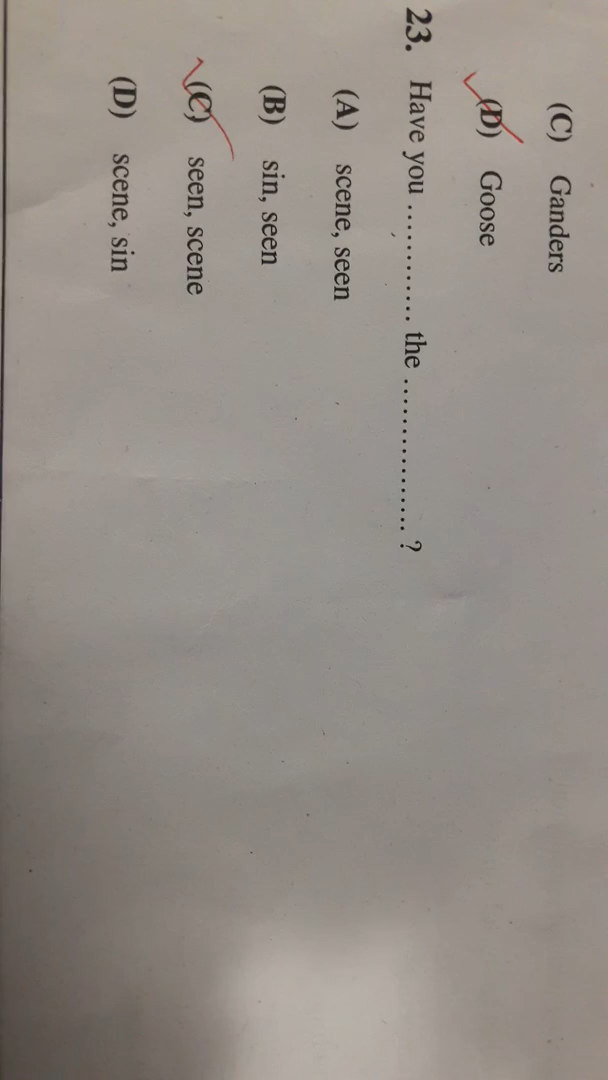 (C) Ganders
(D) Goose
23. Have you ............ the ................. ?
(A) scene, seen
(B) sin, seen
(C) seen, scene
(D) scene, sin